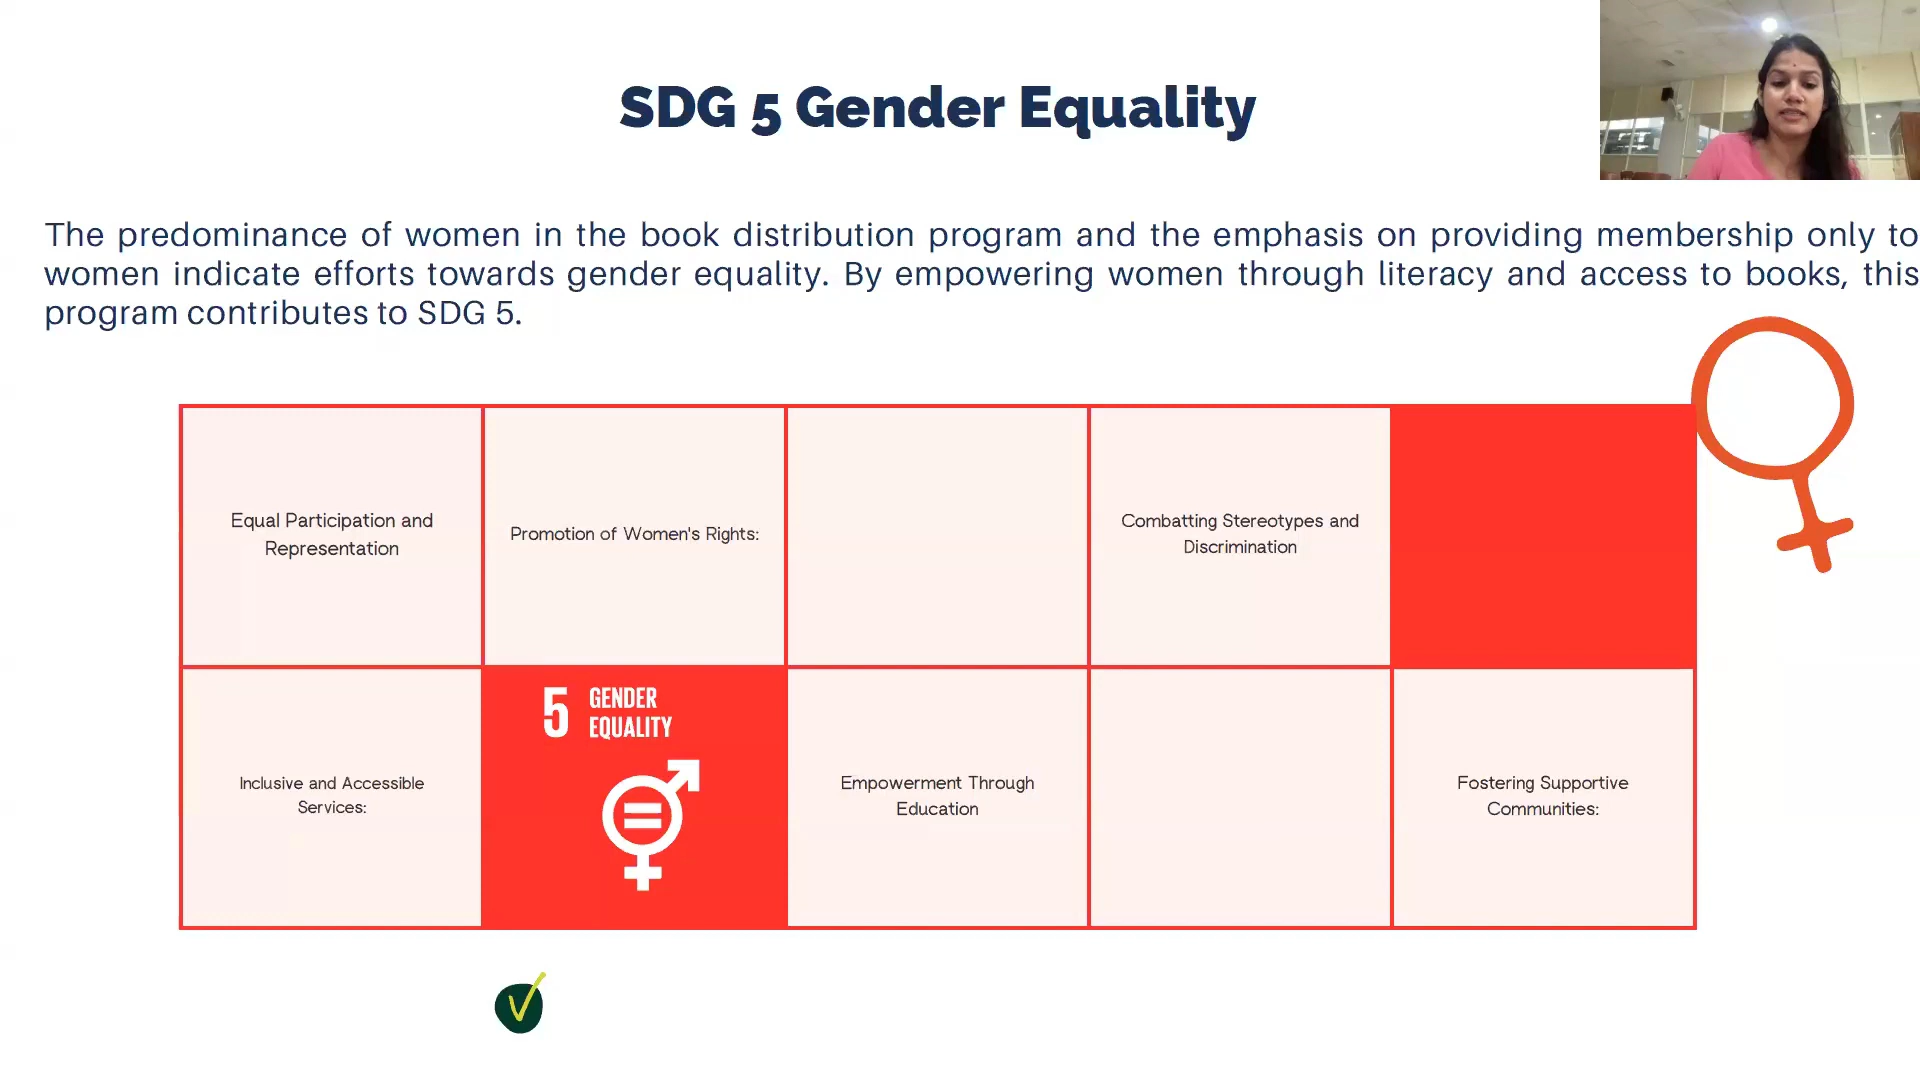 SDG 5 Gender Equality
The predominance of women in the book distribution program and the emphasis on providing membership only to
women indicate efforts towards gender equality. By empowering women through literacy and access to books, this
program contributes to SDG 5.
Equal Participation and
Representation
Promotion of Women's Rights:
Combatting Stereotypes and
Discrimination
Inclusive and Accessible
Services:
5 GENDER
EQUALITY
Empowerment Through
Education
Fostering Supportive
Communities: